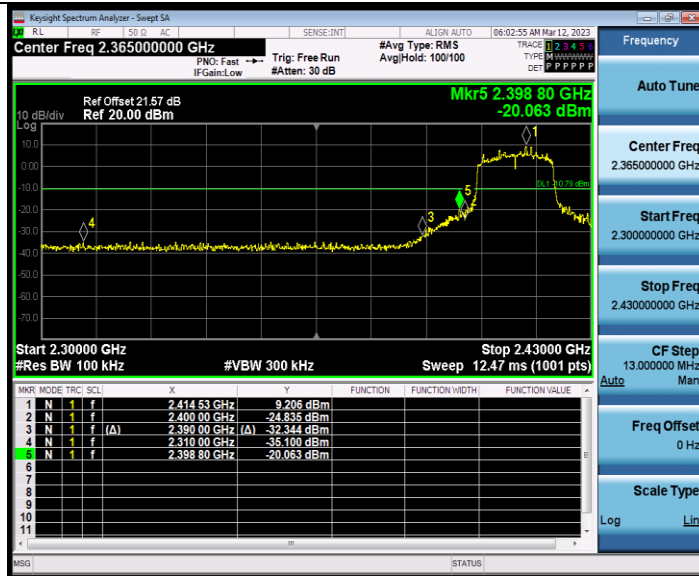 Keysight Spectrum Analyzer - Swept SA
RL RF 50 Ω AC SENSE:INT ALIGN AUTO 06:02:55 AM Mar 12, 2023
Center Freq 2.365000000 GHz
PNO: Fast
IFGain:Low
Trig: Free Run
#Atten: 30 dB
#Avg Type: RMS
Avg|Hold: 100/100
TRACE 1 2 3 4 5 6
TYPE M
DET P P P P P P
Ref Offset 21.57 dB
10 dB/div Ref 20.00 dBm
Mkr5 2.398 80 GHz
-20.063 dBm
Log
10.0
0.00
-10.0
-20.0
-30.0
-40.0
-50.0
-60.0
-70.0
1
5
3
4
DL1 -10.79 dBm
Start 2.30000 GHz Stop 2.43000 GHz
#Res BW 100 kHz #VBW 300 kHz Sweep 12.47 ms (1001 pts)
MKR MODE TRC SCL X Y FUNCTION FUNCTION WIDTH FUNCTION VALUE
1 N 1 f 2.414 53 GHz 9.206 dBm
2 N 1 f 2.400 00 GHz -24.835 dBm
3 N 1 f (Δ) 2.390 00 GHz (Δ) -32.344 dBm
4 N 1 f 2.310 00 GHz -35.100 dBm
5 N 1 f 2.398 80 GHz -20.063 dBm
6
7
8
9
10
11
MSG STATUS
Frequency
Auto Tune
Center Freq
2.365000000 GHz
Start Freq
2.300000000 GHz
Stop Freq
2.430000000 GHz
CF Step
13.000000 MHz
Auto Man
Freq Offset
0 Hz
Scale Type
Log Lin